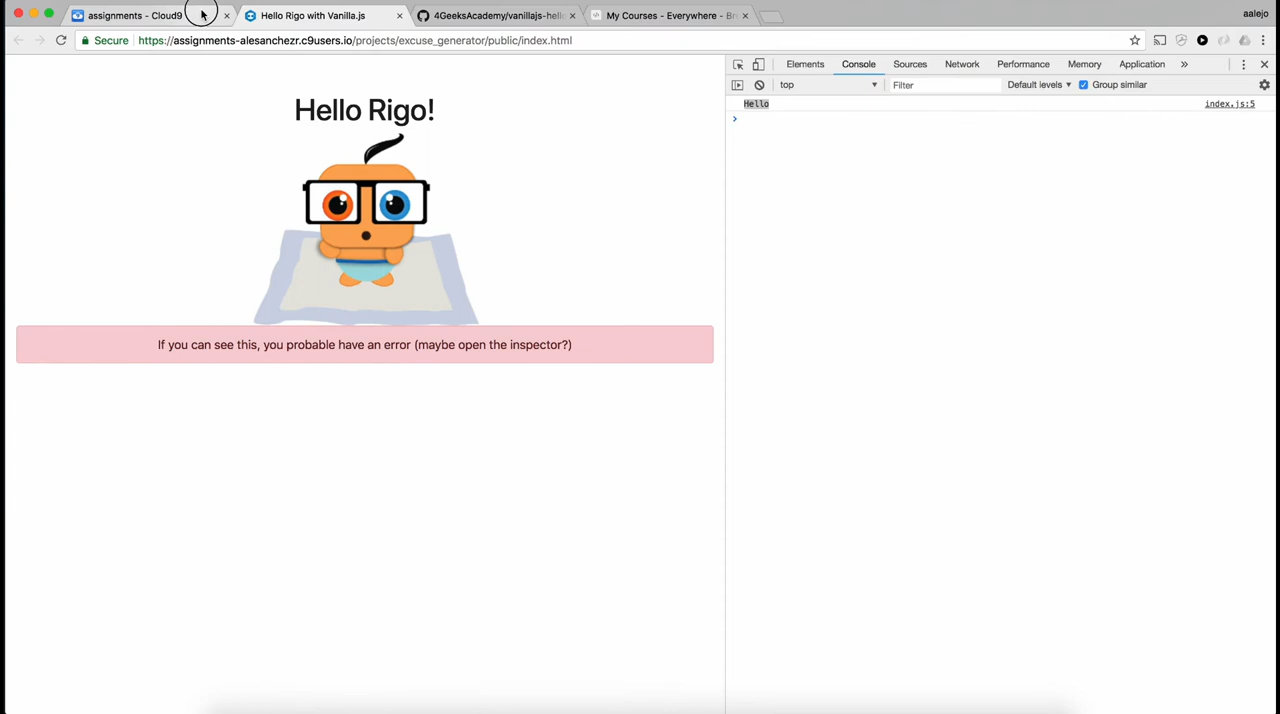 assignments - Cloud9
Hello Rigo with Vanilla.js
4GeeksAcademy/vanillajs-hell
My Courses - Everywhere - Br
aalejo
Secure
https://assignments-alesanchezr.c9users.io/projects/excuse_generator/public/index.html
Elements Console Sources Network Performance Memory Application »
top Filter Default levels Group similar
Hello index.js:5
Hello Rigo!
If you can see this, you probable have an error (maybe open the inspector?)